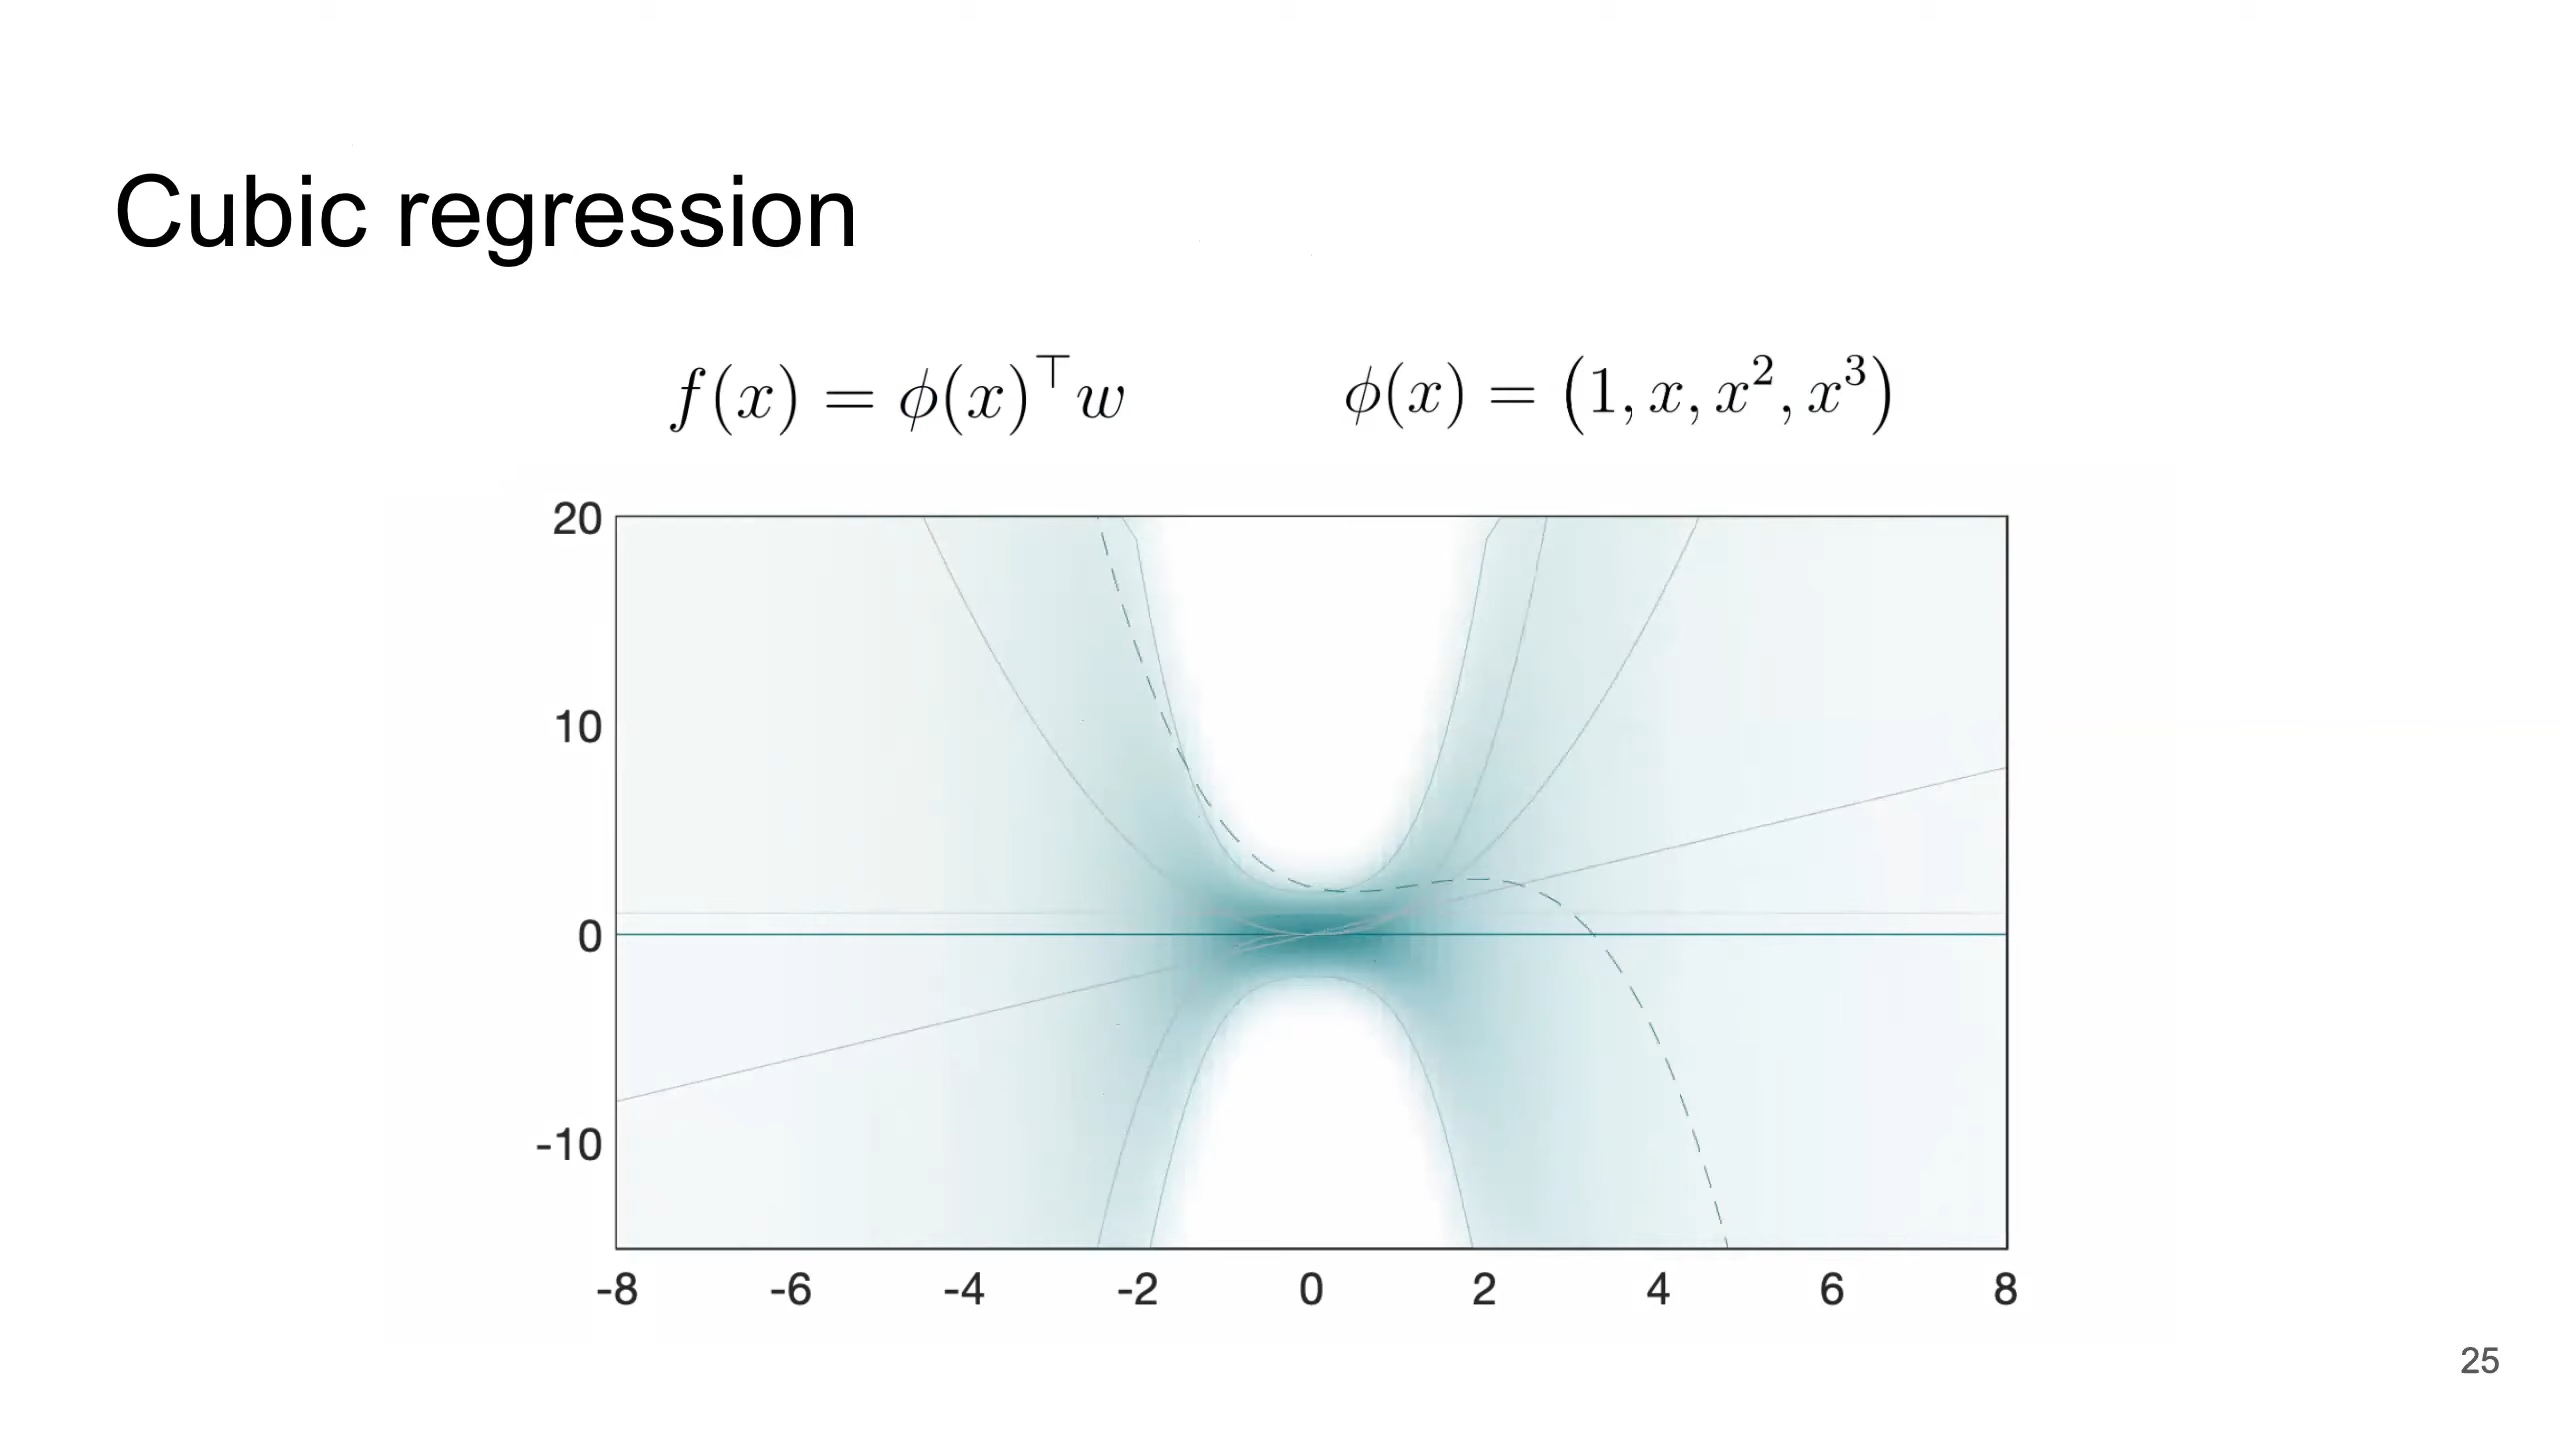 Cubic regression
f(x) = ϕ(x)⊤w ϕ(x) = (1, x, x², x³)
20
10
0
-10
-8 -6 -4 -2 0 2 4 6 8
25